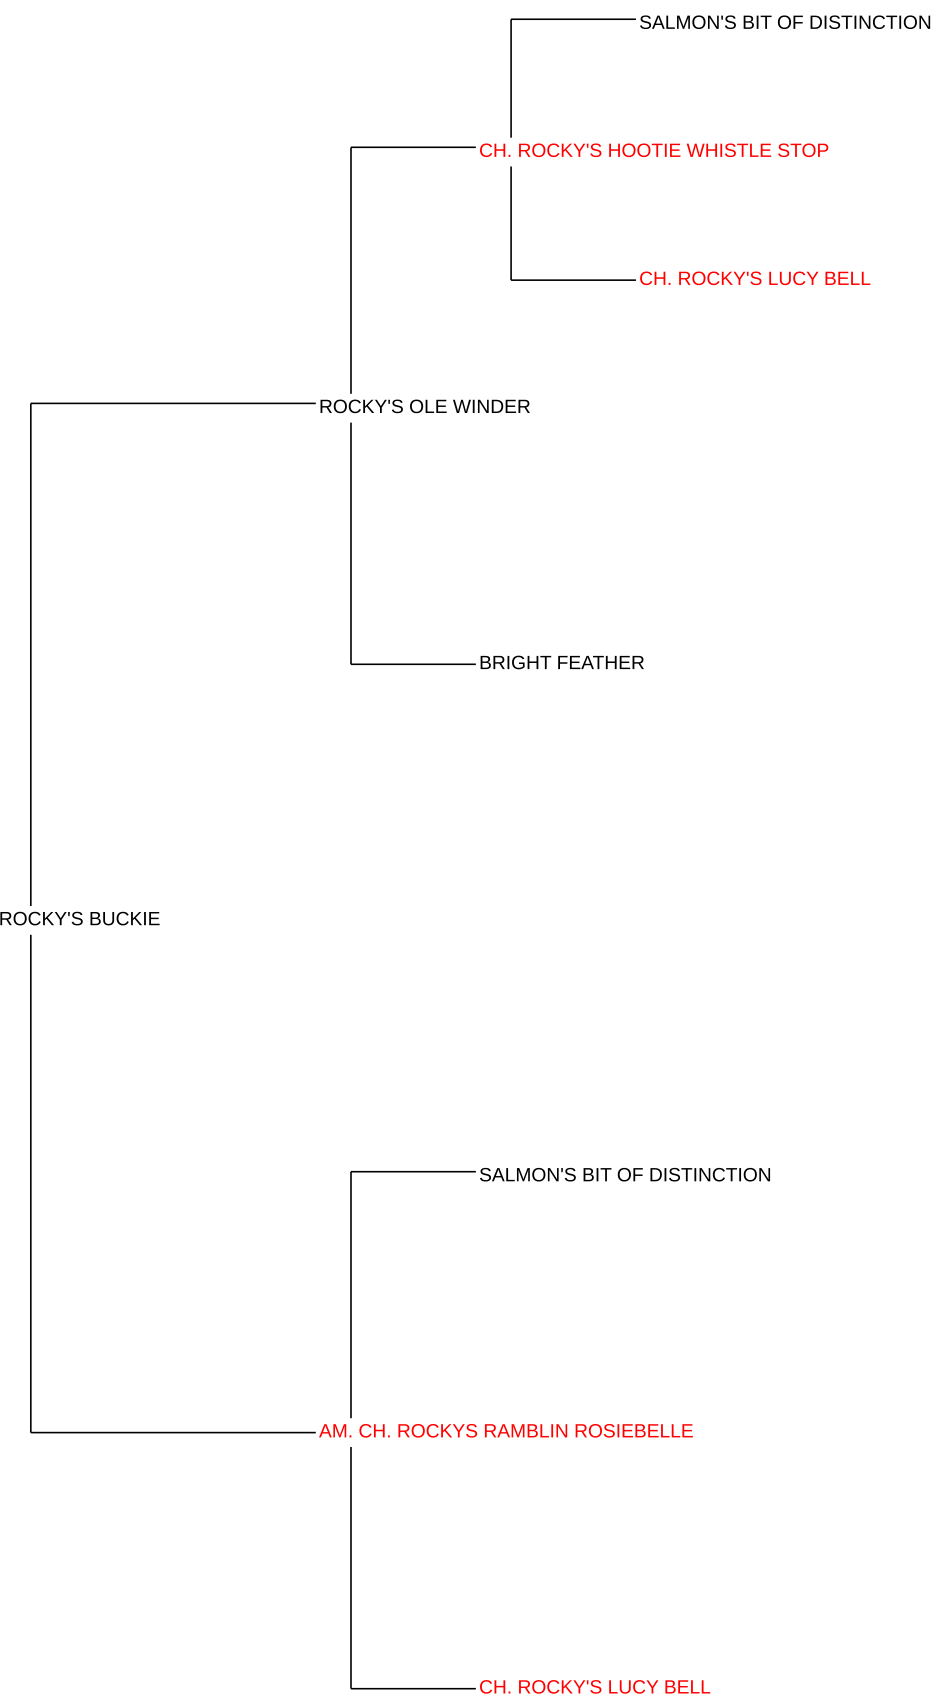 SALMON'S BIT OF DISTINCTION
CH. ROCKY'S HOOTIE WHISTLE STOP
CH. ROCKY'S LUCY BELL
ROCKY'S OLE WINDER
BRIGHT FEATHER
ROCKY'S BUCKIE
SALMON'S BIT OF DISTINCTION
AM. CH. ROCKYS RAMBLIN ROSIEBELLE
CH. ROCKY'S LUCY BELL